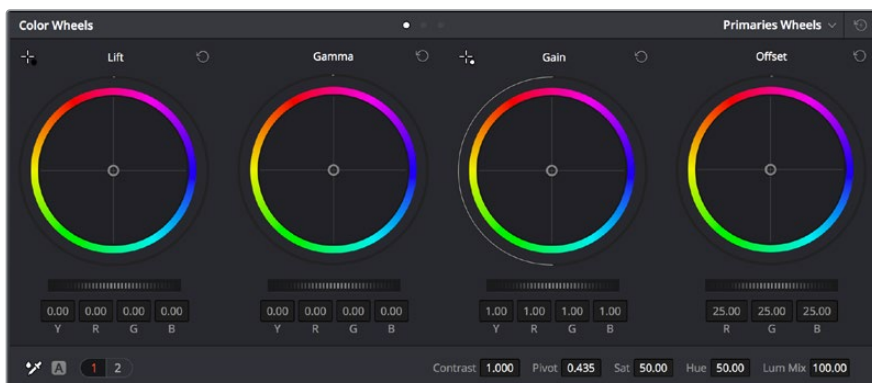 Color Wheels Primaries Wheels
Lift Gamma Gain Offset
0.00 0.00 0.00 0.00 0.00 0.00 0.00 0.00 1.00 1.00 1.00 1.00 25.00 25.00 25.00
Y R G B Y R G B Y R G B R G B
A 1 2 Contrast 1.000 Pivot 0.435 Sat 50.00 Hue 50.00 Lum Mix 100.00